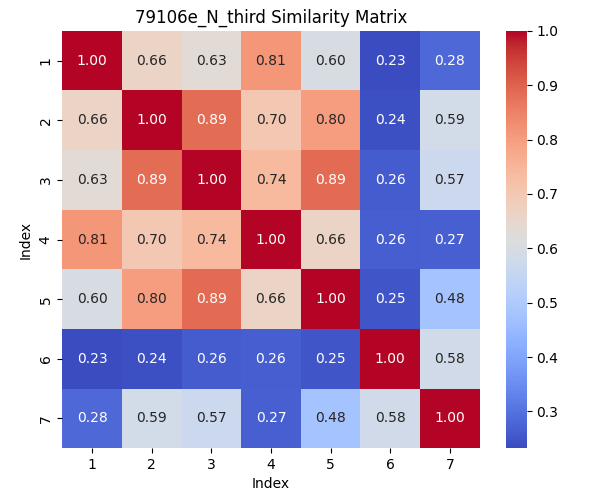 79106e_N_third Similarity Matrix
1 1.00 0.66 0.63 0.81 0.60 0.23 0.28
2 0.66 1.00 0.89 0.70 0.80 0.24 0.59
3 0.63 0.89 1.00 0.74 0.89 0.26 0.57
4 0.81 0.70 0.74 1.00 0.66 0.26 0.27
5 0.60 0.80 0.89 0.66 1.00 0.25 0.48
6 0.23 0.24 0.26 0.26 0.25 1.00 0.58
7 0.28 0.59 0.57 0.27 0.48 0.58 1.00
1 2 3 4 5 6 7
Index
Index
1.0
0.9
0.8
0.7
0.6
0.5
0.4
0.3